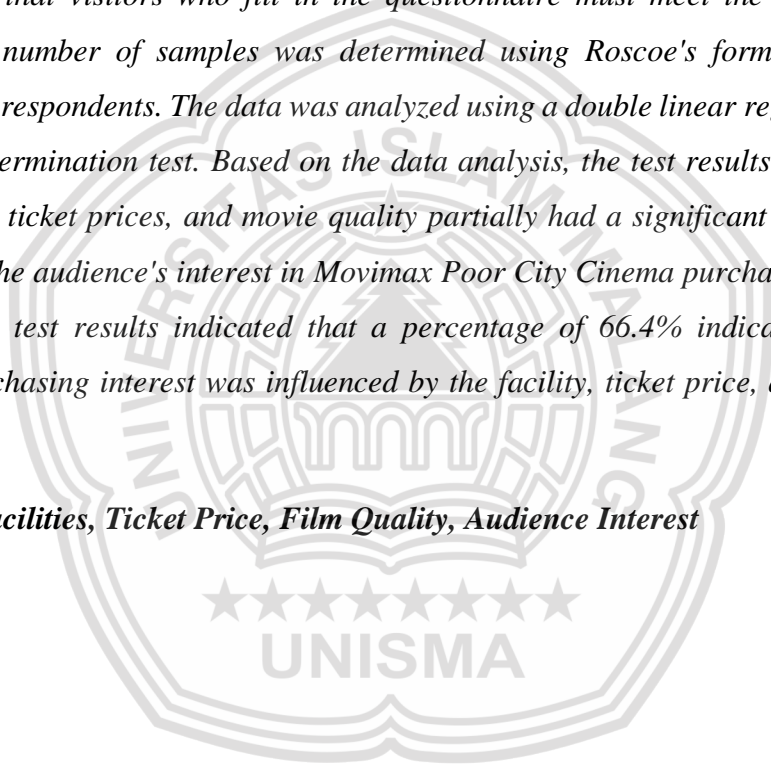 that visitors who fill in the questionnaire must meet the
number of samples was determined using Roscoe's form
respondents. The data was analyzed using a double linear re
ermination test. Based on the data analysis, the test results
ticket prices, and movie quality partially had a significant
he audience's interest in Movimax Poor City Cinema purcha
test results indicated that a percentage of 66.4% indica
chasing interest was influenced by the facility, ticket price,
acilities, Ticket Price, Film Quality, Audience Interest
UNIVERSITAS ISLAM MALANG
UNISMA